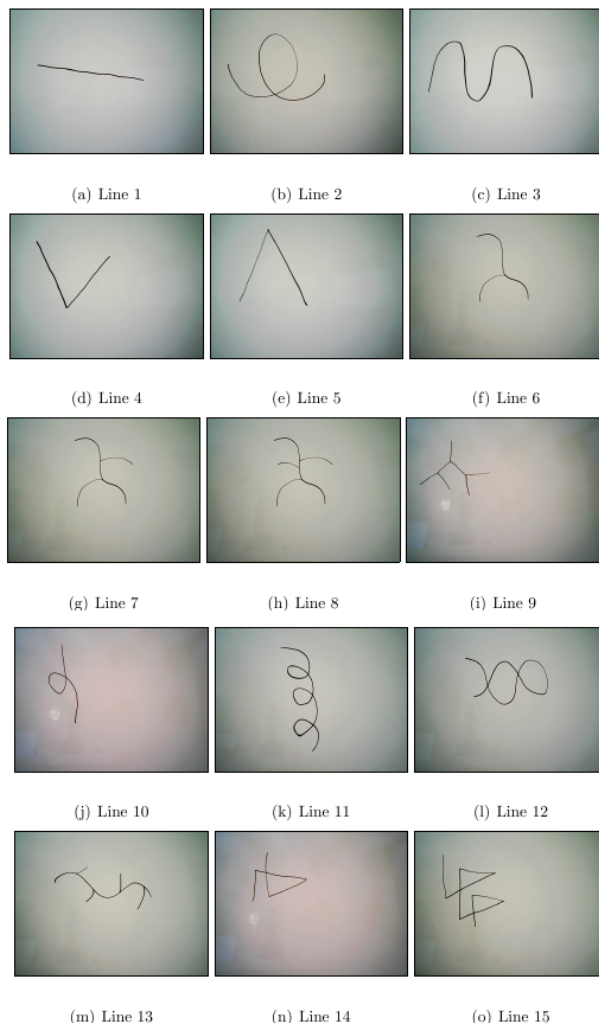 (a) Line 1 (b) Line 2 (c) Line 3
(d) Line 4 (e) Line 5 (f) Line 6
(g) Line 7 (h) Line 8 (i) Line 9
(j) Line 10 (k) Line 11 (l) Line 12
(m) Line 13 (n) Line 14 (o) Line 15